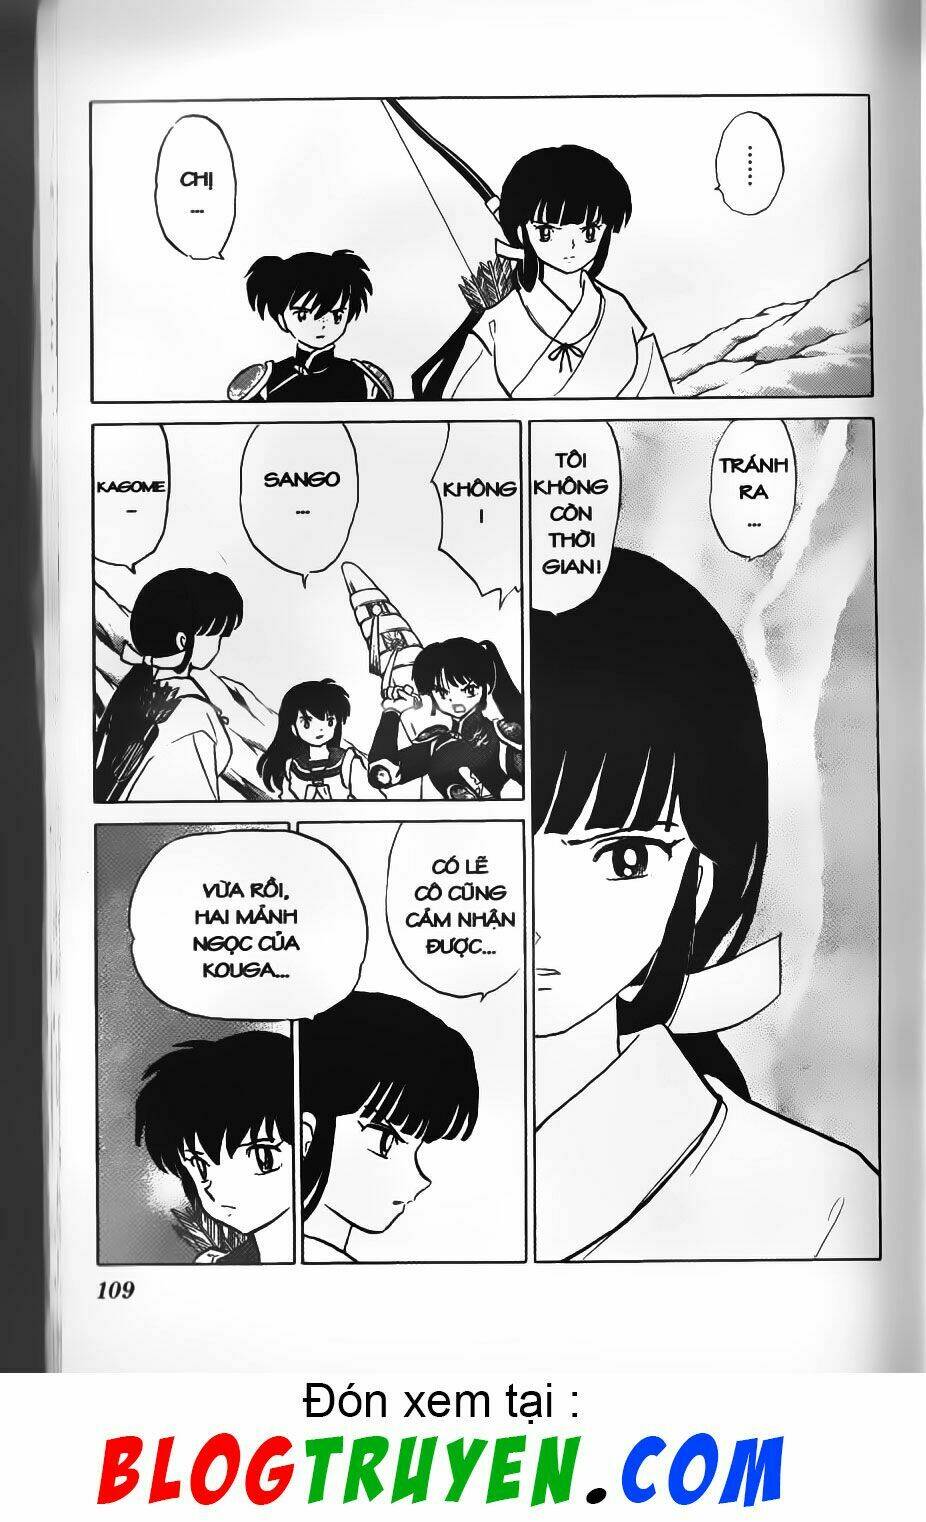 .......
CHỊ
...
TRÁNH
RA
...
TÔI
KHÔNG
CÒN
THỜI
GIAN!
KHÔNG
!
SANGO
...
KAGOME
–
CÓ LẼ
CÔ CŨNG
CẢM NHẬN
ĐƯỢC...
VỪA RỒI,
HAI MẢNH
NGỌC CỦA
KOUGA...
109
Đón xem tại :
BLOGTRUYEN.COM